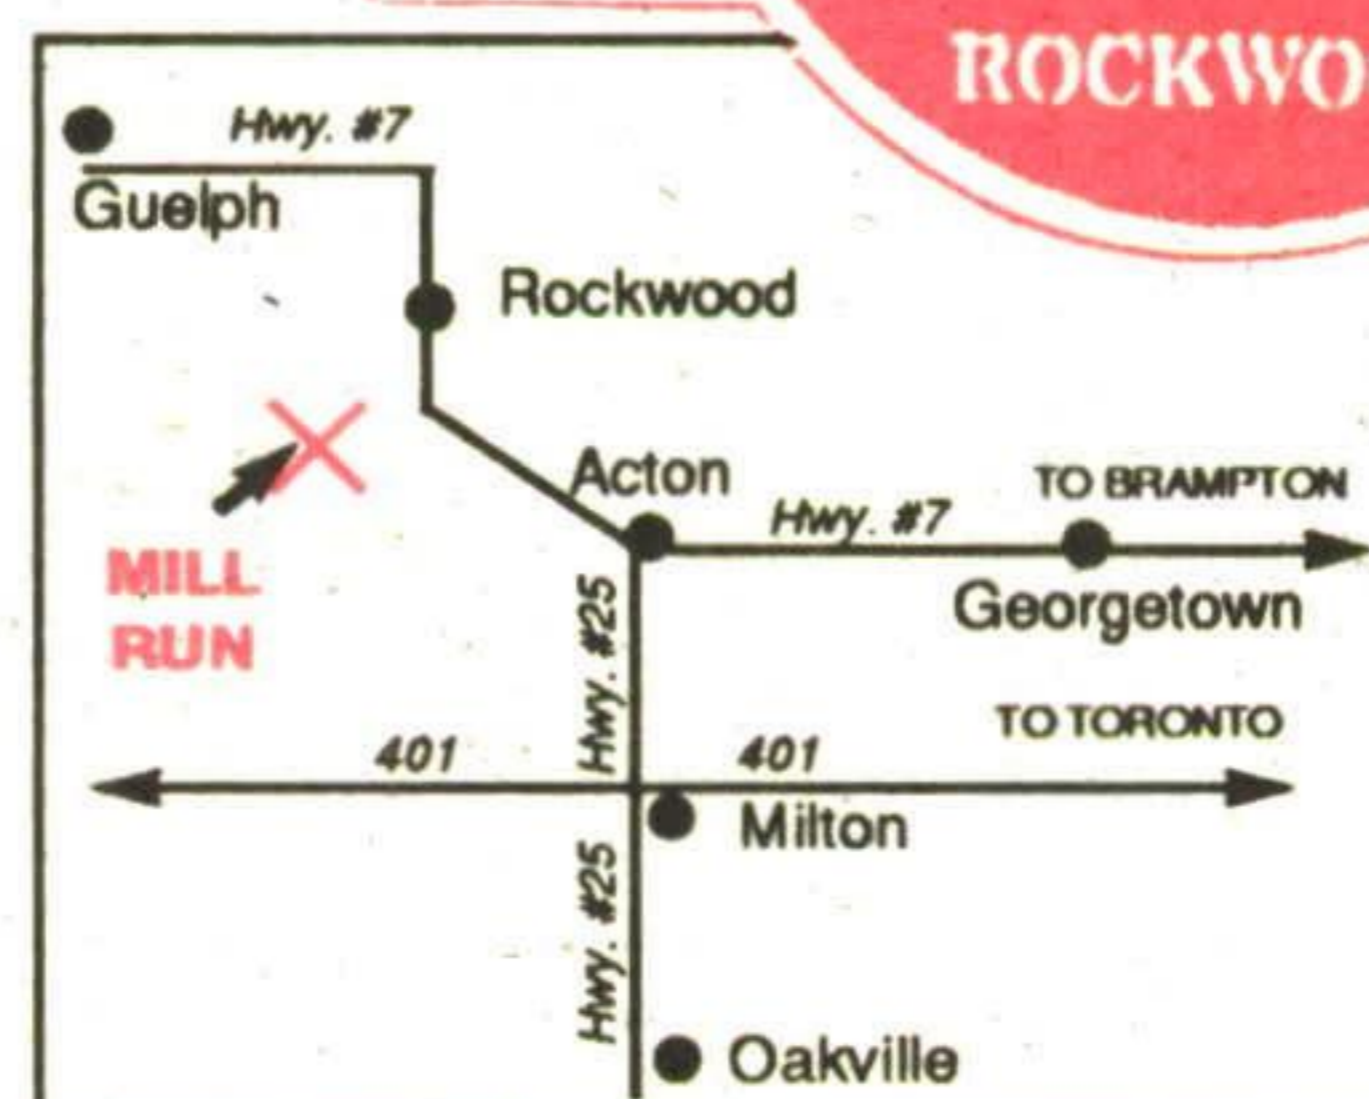 ROCKWO
Hwy. #7
Guelph
Rockwood
Acton
TO BRAMPTON
Hwy. #7
Georgetown
MILL
RUN
Hwy. #25
TO TORONTO
401
401
Milton
Hwy. #25
Oakville